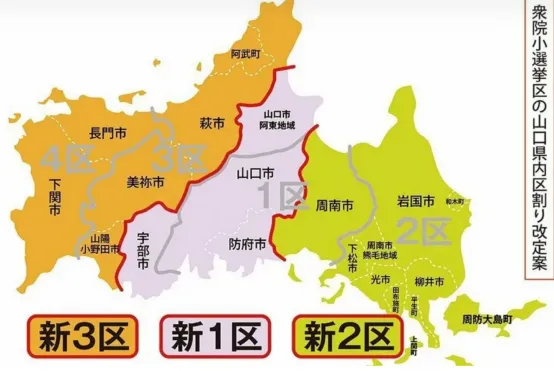 衆院小選挙区の山口県内区割り改定案
阿武町
萩市
長門市
4区
3区
下関市
美祢市
山陽
小野田市
宇部市
山口市
阿東地域
山口市
1区
防府市
周南市
岩国市
和木町
2区
下松市
周南市
熊毛地域
光市
柳井市
田布施町
平生町
上関町
周防大島町
新3区
新1区
新2区